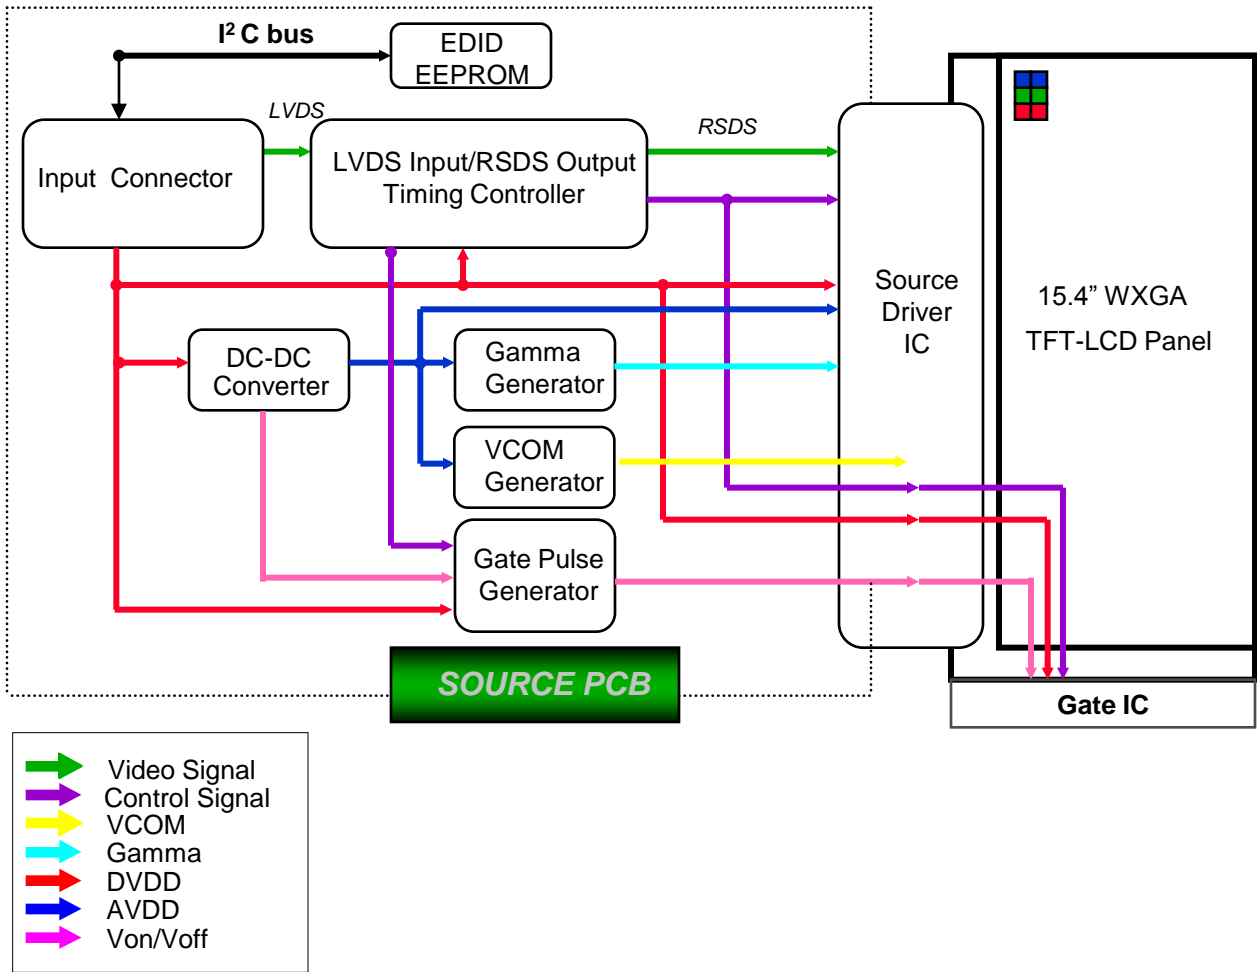 I² C bus
EDID
EEPROM
LVDS
RSDS
Input Connector
LVDS Input/RSDS Output
Timing Controller
Source
Driver
IC
15.4” WXGA
TFT-LCD Panel
DC-DC
Converter
Gamma
Generator
VCOM
Generator
Gate Pulse
Generator
SOURCE PCB
Gate IC
Video Signal
Control Signal
VCOM
Gamma
DVDD
AVDD
Von/Voff